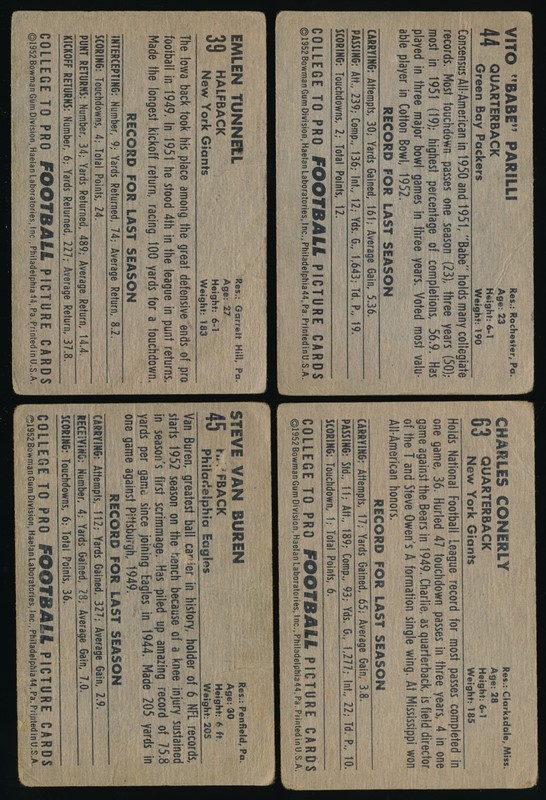 EMLEN TUNNELL
39
HALFBACK
New York Giants
Res: Garrett Hill, Pa.
Age: 27
Height: 6-1
Weight: 183
The Iowa back took his place among the great defensive ends of pro
football in 1949. In 1951 he stood 4th in the league in punt returns.
Made the longest kickoff return, racing 100 yards for a touchdown.
RECORD FOR LAST SEASON
INTERCEPTING: Number, 9; Yards Returned, 74; Average Return, 8.2.
SCORING: Touchdowns, 4; Total Points, 24.
PUNT RETURNS: Number, 34; Yards Returned, 489; Average Return, 14.4.
KICKOFF RETURNS: Number, 6; Yards Returned, 227; Average Return, 37.8.
COLLEGE TO PRO FOOTBALL PICTURE CARDS
©1952 Bowman Gum Division, Haelan Laboratories, Inc., Philadelphia 44, Pa. Printed in U.S.A.
VITO "BABE" PARILLI
44
QUARTERBACK
Green Bay Packers
Res.: Rochester, Pa.
Age: 23
Height: 6-1
Weight: 190
Consensus All-American in 1950 and 1951, "Babe" holds many collegiate
records. Most touchdown passes one season (23), three years (50);
most in 1951 (19); highest percentage of completions, 56.9. Has
played in three major bowl games in three years. Voted most valu-
able player in Cotton Bowl, 1952.
RECORD FOR LAST SEASON
CARRYING: Attempts, 30; Yards Gained, 161; Average Gain, 5.36.
PASSING: Att., 239; Comp., 136; Int., 12; Yds. G., 1,643; Td. P., 19.
SCORING: Touchdowns, 2; Total Points, 12.
COLLEGE TO PRO FOOTBALL PICTURE CARDS
©1952 Bowman Gum Division, Haelan Laboratories, Inc., Philadelphia 44, Pa. Printed in U.S.A.
STEVE VAN BUREN
45
FBACK
Philadelphia Eagles
Res.: Penfield, Pa.
Age: 30
Height: 6 ft.
Weight: 205
Van Buren, greatest ball carrier in history, holder of 6 NFL records,
starts 1952 season on the bench because of a knee injury sustained
in season's first scrimmage. Has piled up amazing record of 75.8
yards per game since joining Eagles in 1944. Made 205 yards in
one game against Pittsburgh, 1949.
RECORD FOR LAST SEASON
CARRYING: Attempts, 112; Yards Gained, 327; Average Gain, 2.9.
RECEIVING: Number, 4; Yards Gained, 28; Average Gain, 7.0.
SCORING: Touchdowns, 6; Total Points, 36.
COLLEGE TO PRO FOOTBALL PICTURE CARDS
©1952 Bowman Gum Division, Haelan Laboratories, Inc., Philadelphia 44, Pa. Printed in U.S.A.
CHARLES CONERLY
63
QUARTERBACK
New York Giants
Res.: Clarksdale, Miss.
Age: 28
Height: 6-1
Weight: 185
Holds National Football League record for most passes completed in
one game, 36. Hurled 47 touchdown passes in three years, 4 in one
game against the Bears in 1949. Charlie, as quarterback, is field director
of the T and Steve Owen's A formation single wing. At Mississippi won
All-American honors.
RECORD FOR LAST SEASON
CARRYING: Attempts, 17; Yards Gained, 65; Average Gain, 3.8.
PASSING: Std., 11; Att., 189; Comp., 93; Yds. G., 1,277; Int., 22; Td. P., 10.
SCORING: Touchdown, 1; Total Points, 6.
COLLEGE TO PRO FOOTBALL PICTURE CARDS
©1952 Bowman Gum Division, Haelan Laboratories, Inc., Philadelphia 44, Pa. Printed in U.S.A.